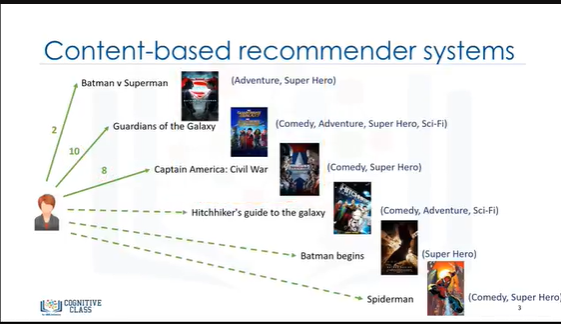 Content-based recommender systems
Batman v Superman
(Adventure, Super Hero)
2
Guardians of the Galaxy
(Comedy, Adventure, Super Hero, Sci-Fi)
10
8
Captain America: Civil War
(Comedy, Super Hero)
Hitchhiker's guide to the galaxy
(Comedy, Adventure, Sci-Fi)
Batman begins
(Super Hero)
Spiderman
(Comedy, Super Hero)
COGNITIVE
CLASS
3